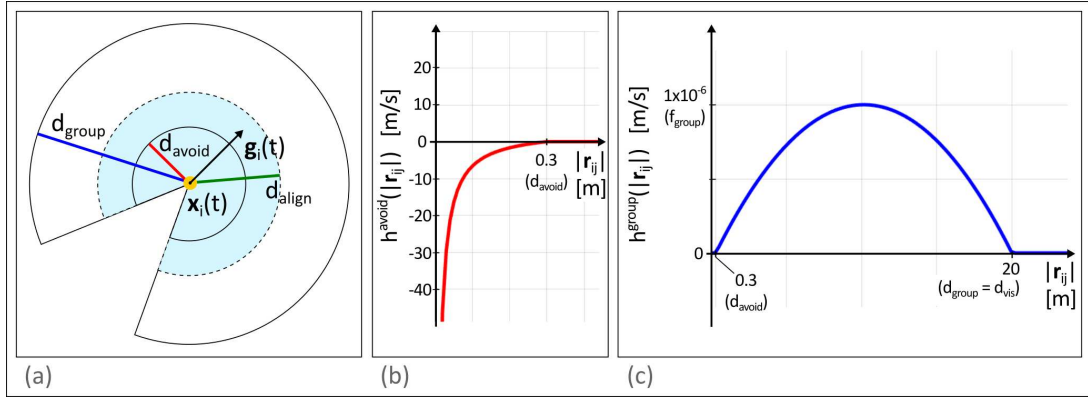 d_group
d_avoid
g_i(t)
x_i(t)
d_align
(a)
h^avoid(|r_ij|) [m/s]
20
10
0
-10
-20
-30
-40
0.3
(d_avoid)
|r_ij|
[m]
(b)
h^group(|r_ij|) [m/s]
1x10^-6
(f_group)
0
0.3
(d_avoid)
20
(d_group = d_vis)
|r_ij|
[m]
(c)